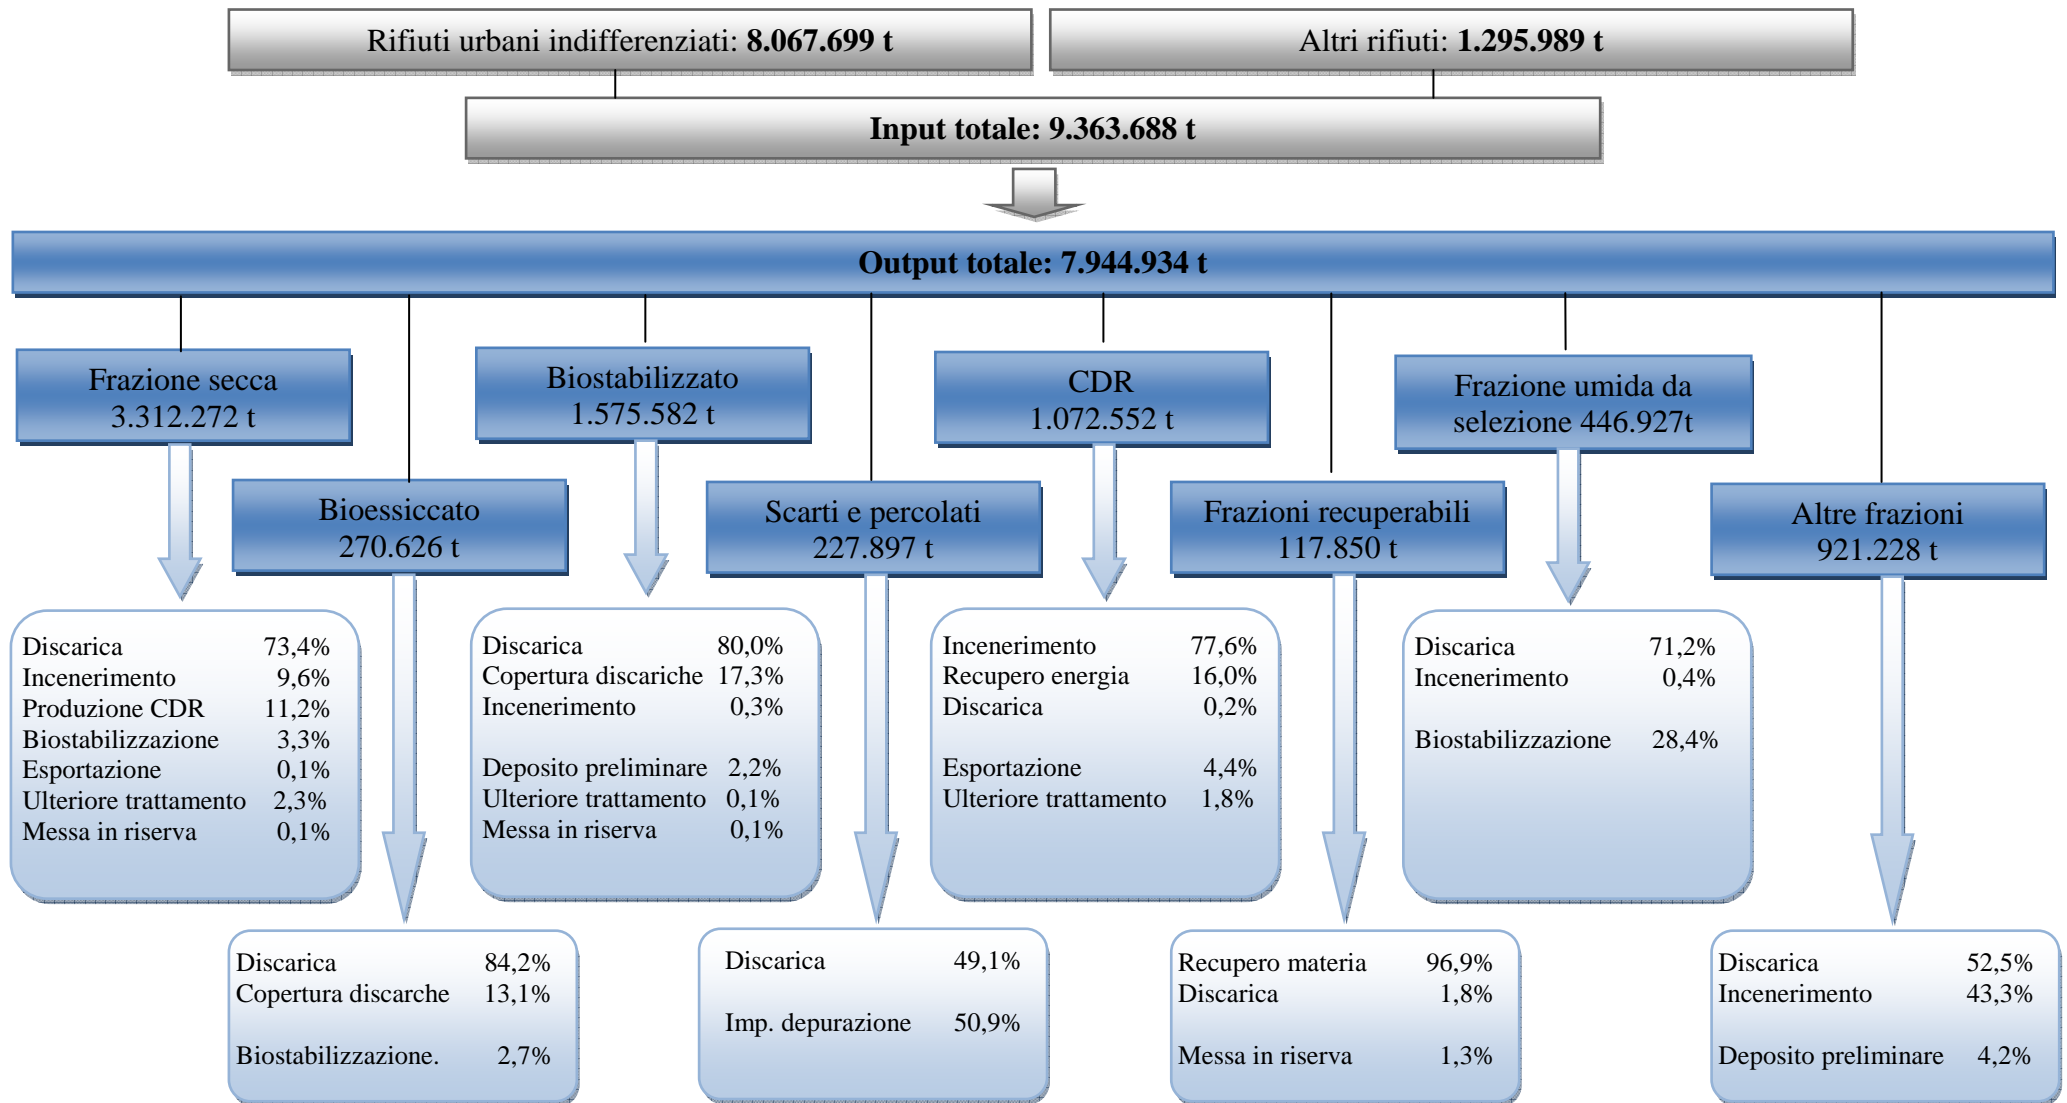 Rifiuti urbani indifferenziati: 8.067.699 t
Altri rifiuti: 1.295.989 t
Input totale: 9.363.688 t
Output totale: 7.944.934 t
Frazione secca
3.312.272 t
Biostabilizzato
1.575.582 t
CDR
1.072.552 t
Frazione umida da
selezione 446.927t
Bioessiccato
270.626 t
Scarti e percolati
227.897 t
Frazioni recuperabili
117.850 t
Altre frazioni
921.228 t
Discarica 73,4%
Incenerimento 9,6%
Produzione CDR 11,2%
Biostabilizzazione 3,3%
Esportazione 0,1%
Ulteriore trattamento 2,3%
Messa in riserva 0,1%
Discarica 80,0%
Copertura discariche 17,3%
Incenerimento 0,3%
Deposito preliminare 2,2%
Ulteriore trattamento 0,1%
Messa in riserva 0,1%
Incenerimento 77,6%
Recupero energia 16,0%
Discarica 0,2%
Esportazione 4,4%
Ulteriore trattamento 1,8%
Discarica 71,2%
Incenerimento 0,4%
Biostabilizzazione 28,4%
Discarica 84,2%
Copertura discarche 13,1%
Biostabilizzazione. 2,7%
Discarica 49,1%
Imp. depurazione 50,9%
Recupero materia 96,9%
Discarica 1,8%
Messa in riserva 1,3%
Discarica 52,5%
Incenerimento 43,3%
Deposito preliminare 4,2%